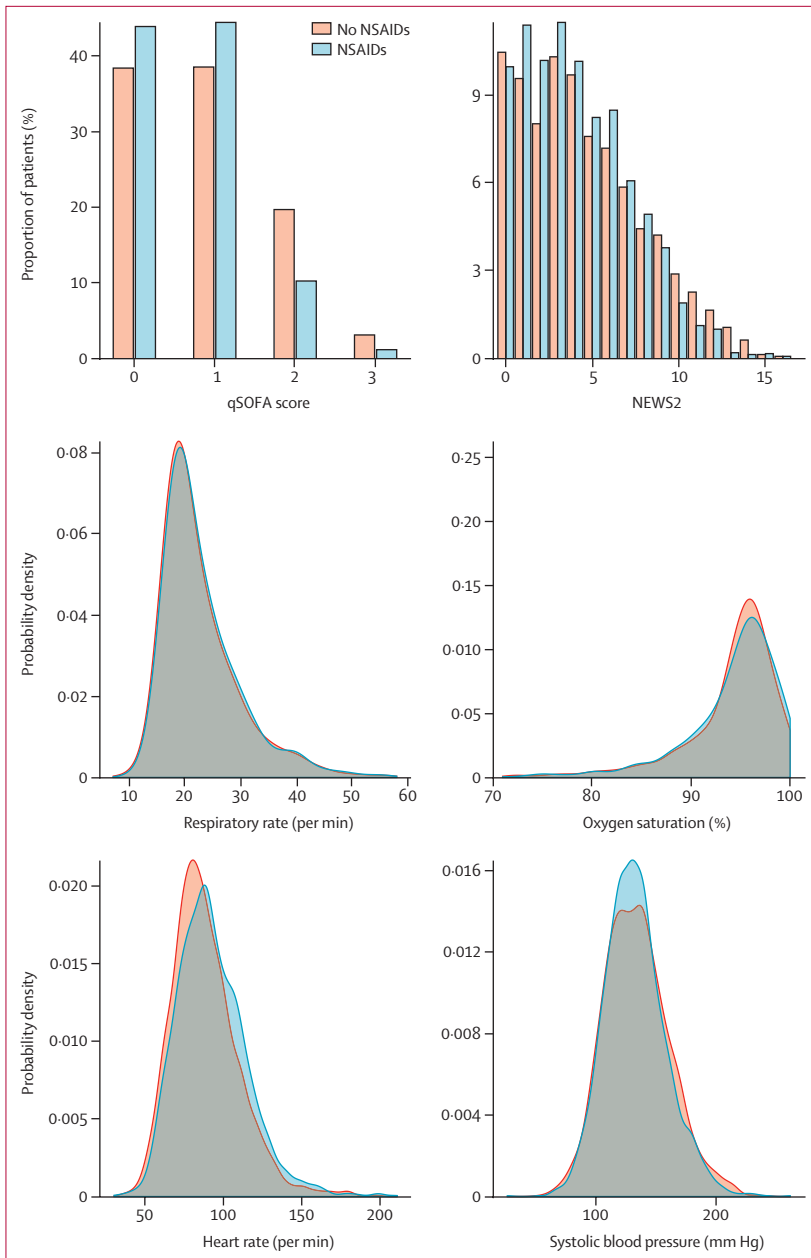 No NSAIDs
NSAIDs
Proportion of patients (%)
40
30
20
10
0
0 1 2 3
qSOFA score
9
6
3
0
0 5 10 15
NEWS2
Probability density
0·08
0·06
0·04
0·02
0
10 20 30 40 50 60
Respiratory rate (per min)
0·25
0·20
0·15
0·010
0·05
0
70 80 90 100
Oxygen saturation (%)
Probability density
0·020
0·015
0·010
0·005
0
50 100 150 200
Heart rate (per min)
0·016
0·012
0·008
0·004
0
100 200
Systolic blood pressure (mm Hg)